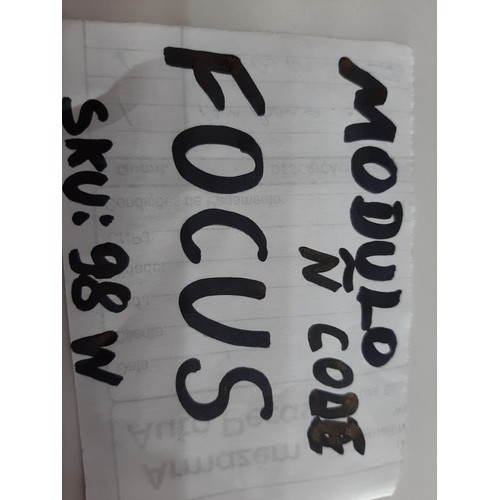 MODULO
Ñ CODE
FOCUS
SKU: 98 W